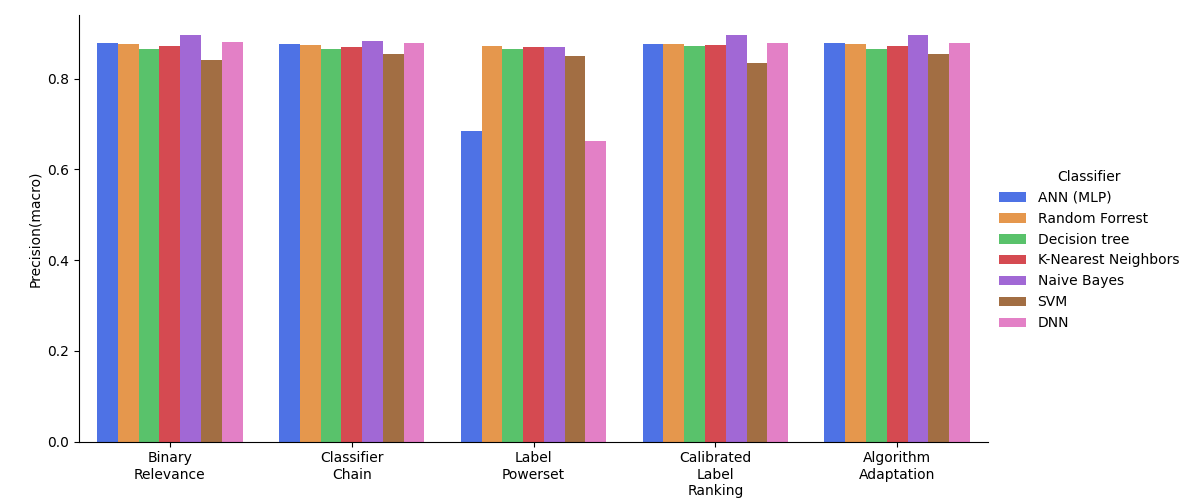 Precision(macro)
0.8
0.6
0.4
0.2
0.0
Binary
Relevance
Classifier
Chain
Label
Powerset
Calibrated
Label
Ranking
Algorithm
Adaptation
Classifier
ANN (MLP)
Random Forrest
Decision tree
K-Nearest Neighbors
Naive Bayes
SVM
DNN